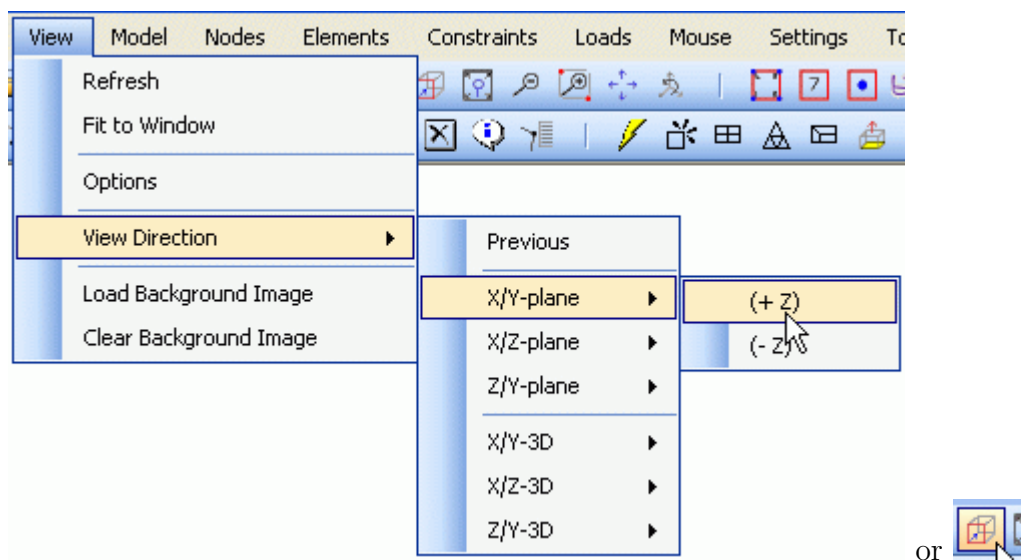 View Model Nodes Elements Constraints Loads Mouse Settings
Refresh
Fit to Window
Options
View Direction
Load Background Image
Clear Background Image
Previous
X/Y-plane
X/Z-plane
Z/Y-plane
X/Y-3D
X/Z-3D
Z/Y-3D
(+ Z)
(- Z)
or